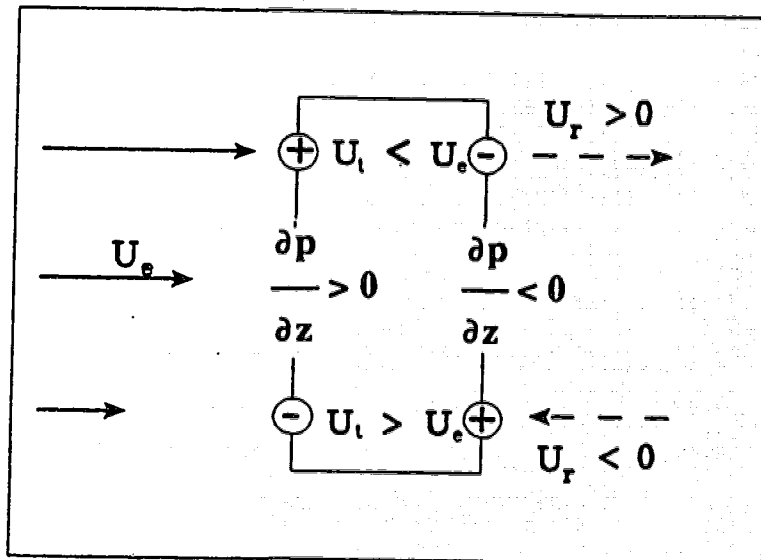 U_r > 0
⊕ U_t < U_e ⊖
U_e
∂p/∂z > 0 ∂p/∂z < 0
⊖ U_t > U_e ⊕
U_r < 0